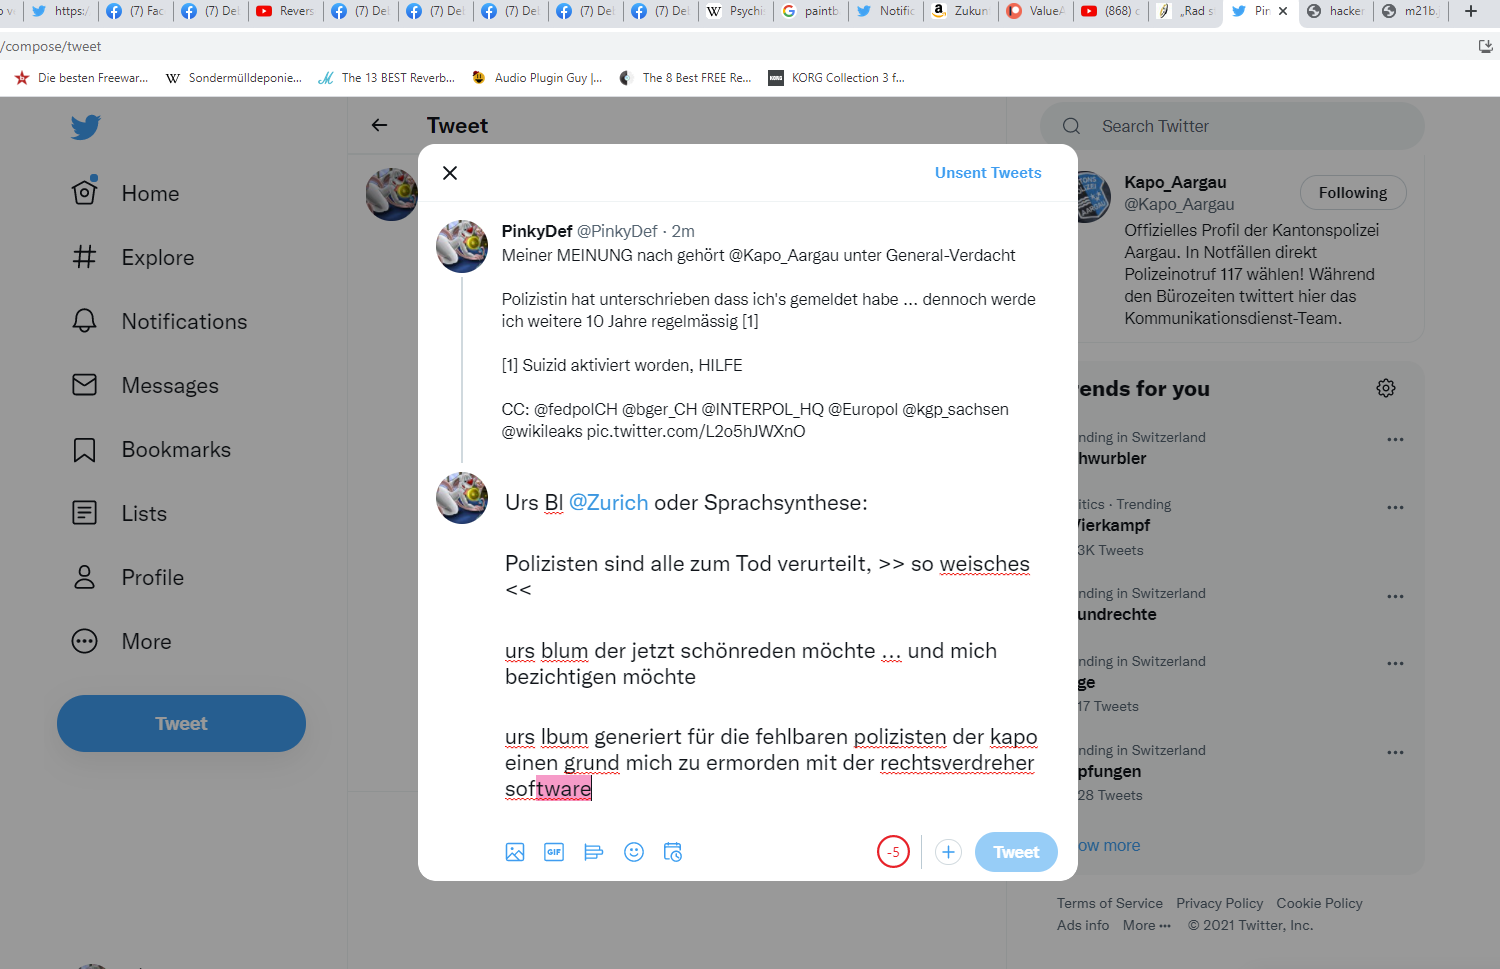 https:/
(7) Fac
(7) Deb
Revers
(7) Deb
(7) Deb
(7) Deb
(7) Deb
(7) Deb
Psychi
paintb
Notific
Zukun
ValueA
(868) c
„Rad s
Pin
hacker
m21b.
/compose/tweet
Die besten Freewar...
Sondermülldeponie...
The 13 BEST Reverb...
Audio Plugin Guy |...
The 8 Best FREE Re...
KORG
KORG Collection 3 f...
Home
Explore
Notifications
Messages
Bookmarks
Lists
Profile
More
Tweet
Tweet
Unsent Tweets
PinkyDef @PinkyDef · 2m
Meiner MEINUNG nach gehört @Kapo_Aargau unter General-Verdacht
Polizistin hat unterschrieben dass ich's gemeldet habe ... dennoch werde
ich weitere 10 Jahre regelmässig [1]
[1] Suizid aktiviert worden, HILFE
CC: @fedpolCH @bger_CH @INTERPOL_HQ @Europol @kgp_sachsen
@wikileaks pic.twitter.com/L2o5hJWXnO
Urs Bl @Zurich oder Sprachsynthese:
Polizisten sind alle zum Tod verurteilt, >> so weisches
<<
urs blum der jetzt schönreden möchte ... und mich
bezichtigen möchte
urs lbum generiert für die fehlbaren polizisten der kapo
einen grund mich zu ermorden mit der rechtsverdreher
software
GIF
-5
Tweet
Search Twitter
Kapo_Aargau
@Kapo_Aargau
Following
Offizielles Profil der Kantonspolizei
Aargau. In Notfällen direkt
Polizeinotruf 117 wählen! Während
den Bürozeiten twittert hier das
Kommunikationsdienst-Team.
ends for you
nding in Switzerland
hwurbler
itics · Trending
Vierkampf
3K Tweets
nding in Switzerland
undrechte
nding in Switzerland
ge
17 Tweets
nding in Switzerland
pfungen
28 Tweets
ow more
Terms of Service Privacy Policy Cookie Policy
Ads info More ··· © 2021 Twitter, Inc.